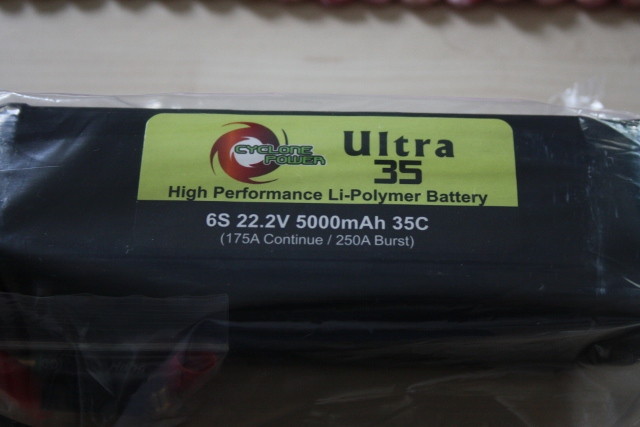 CYCLONE
POWER
Ultra
35
High Performance Li-Polymer Battery
6S 22.2V 5000mAh 35C
(175A Continue / 250A Burst)